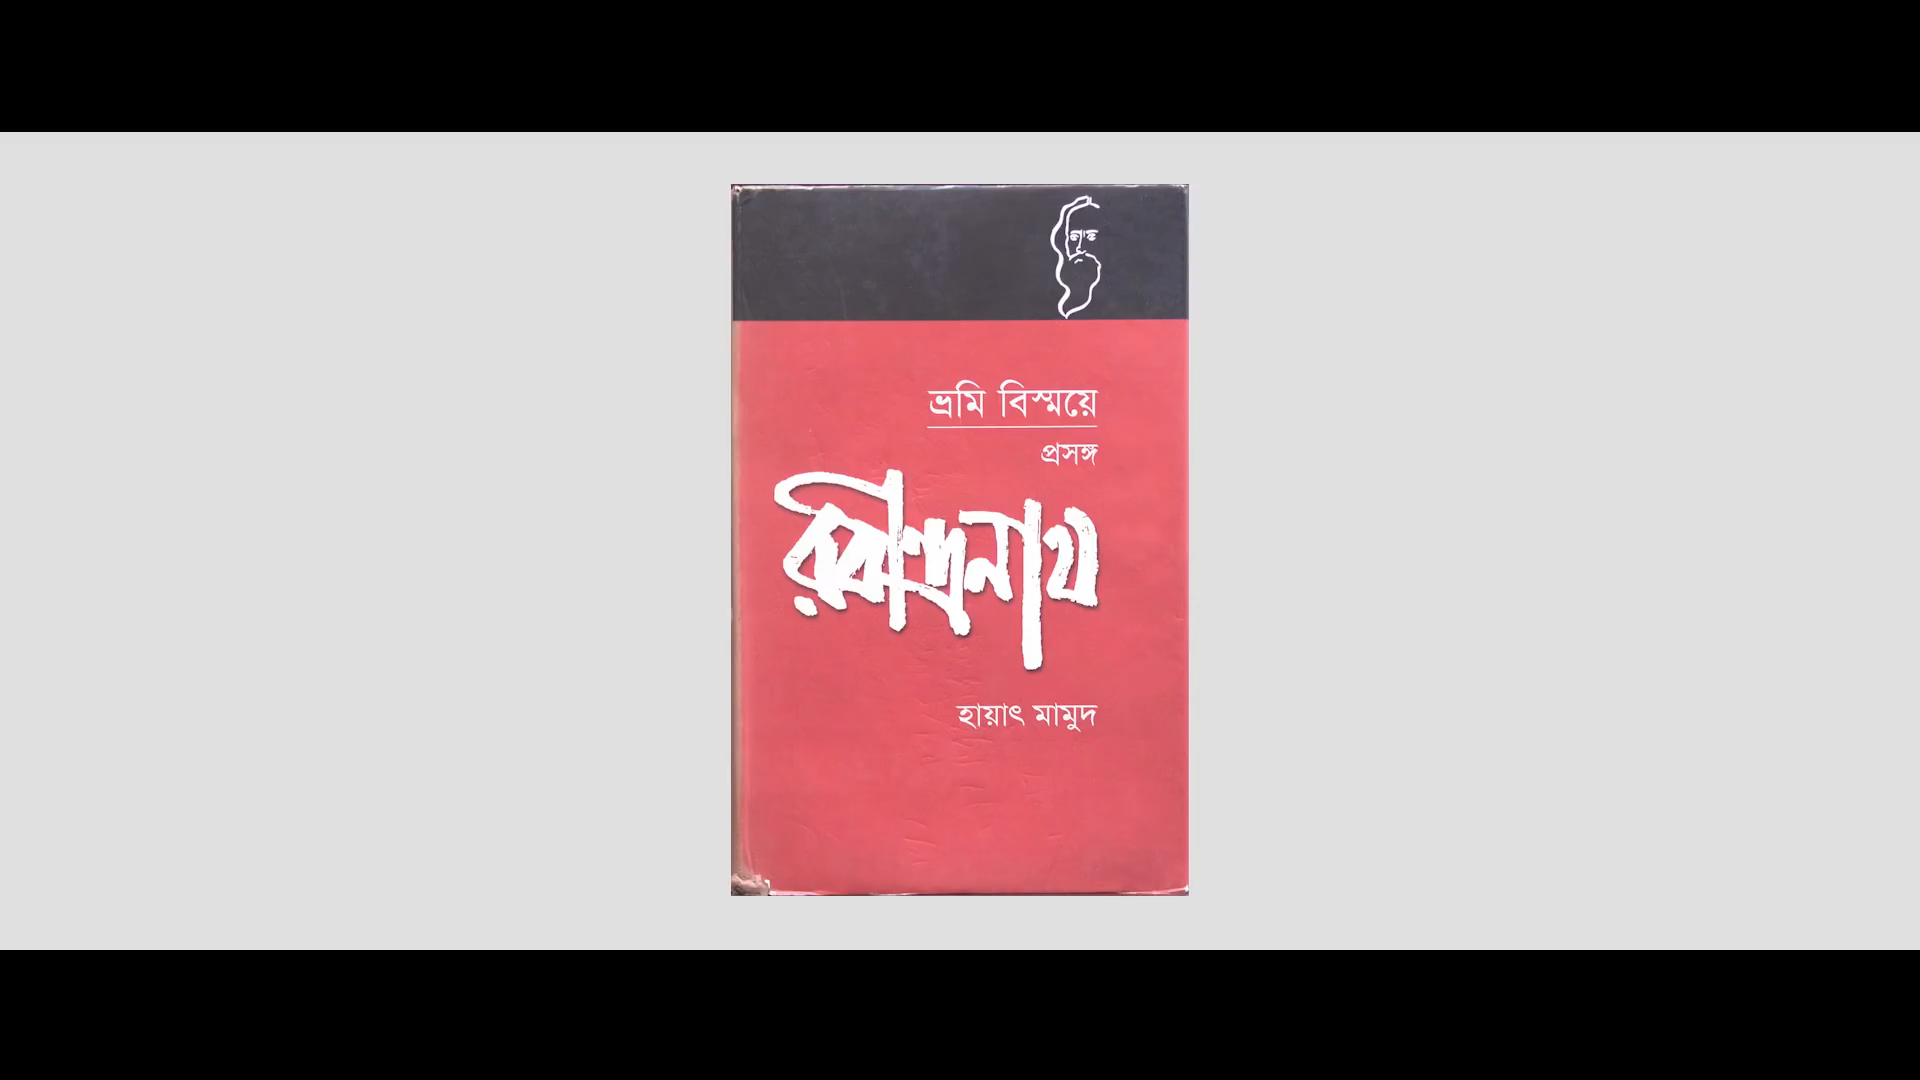 ভ্রমি বিস্ময়ে
প্রসঙ্গ
রবীন্দ্রনাথ
হায়াৎ মামুদ